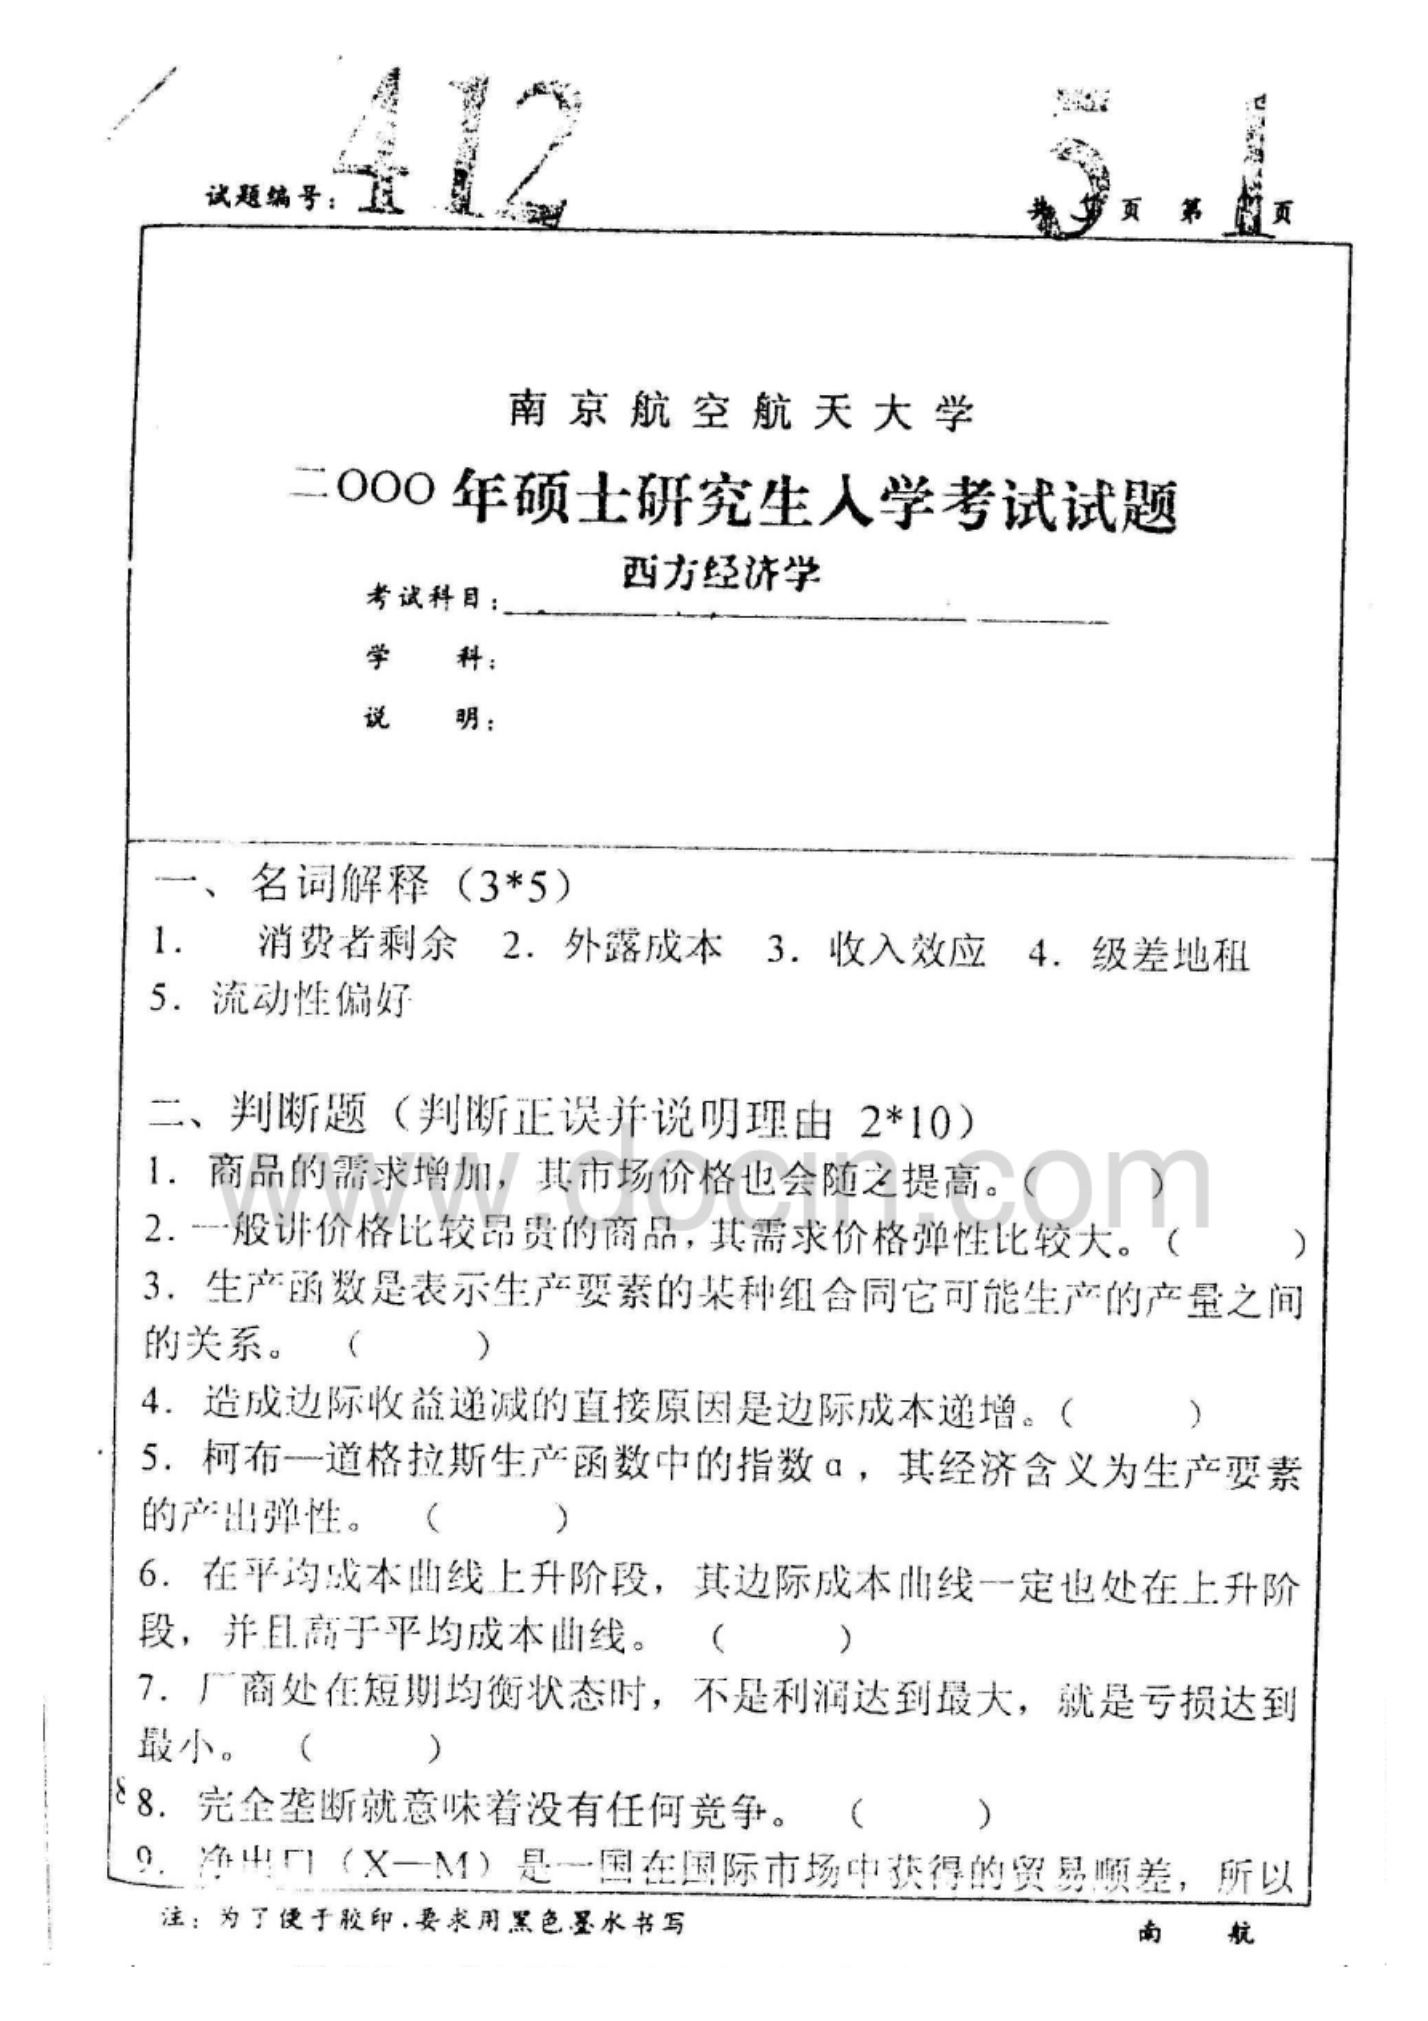 试题编号: 412
共 5 页 第 1 页
南京航空航天大学
二〇〇〇年硕士研究生入学考试试题
考试科目: 西方经济学
学 科:
说 明:
一、名词解释（3*5）
1. 消费者剩余 2. 外露成本 3. 收入效应 4. 级差地租
5. 流动性偏好
二、判断题（判断正误并说明理由 2*10）
1. 商品的需求增加，其市场价格也会随之提高。（ ）
2. 一般讲价格比较昂贵的商品，其需求价格弹性比较大。（ ）
3. 生产函数是表示生产要素的某种组合同它可能生产的产量之间
的关系。 （ ）
4. 造成边际收益递减的直接原因是边际成本递增。（ ）
5. 柯布—道格拉斯生产函数中的指数α，其经济含义为生产要素
的产出弹性。 （ ）
6. 在平均成本曲线上升阶段，其边际成本曲线一定也处在上升阶
段，并且高于平均成本曲线。 （ ）
7. 厂商处在短期均衡状态时，不是利润达到最大，就是亏损达到
最小。 （ ）
8. 完全垄断就意味着没有任何竞争。 （ ）
9. 净出口（X—M）是一国在国际市场中获得的贸易顺差，所以
注: 为了便于胶印，要求用黑色墨水书写
南 航
www.docin.com